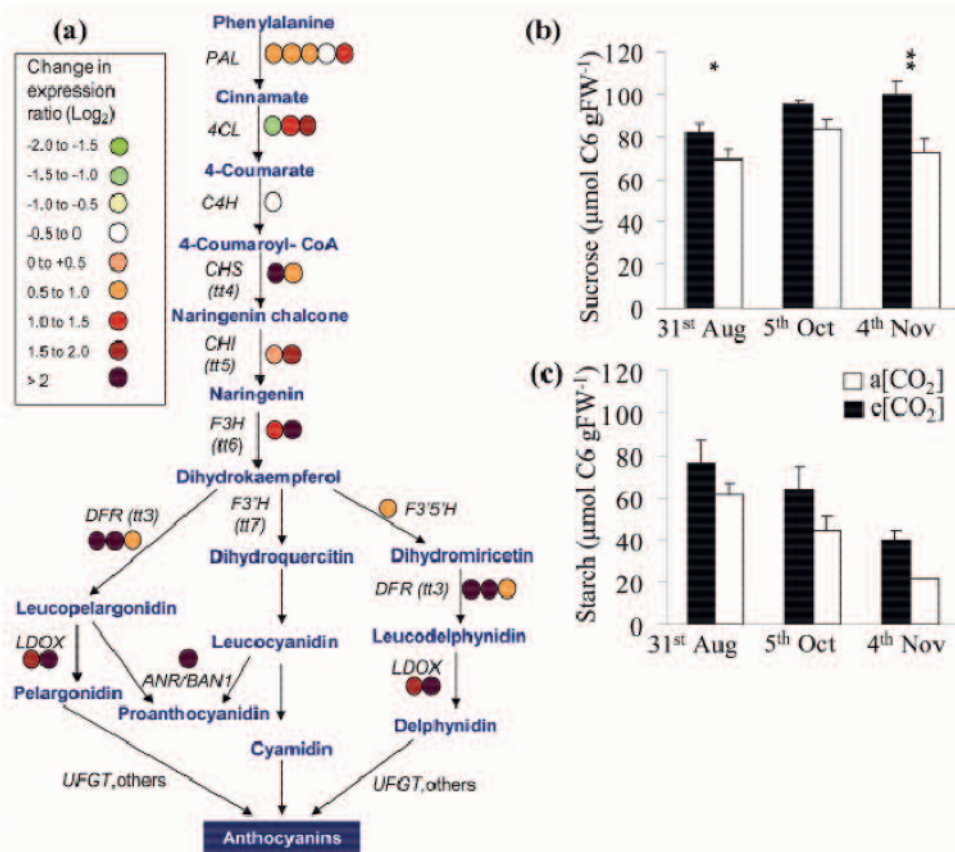 (a)
Change in
expression
ratio (Log2)
-2.0 to -1.5
-1.5 to -1.0
-1.0 to -0.5
-0.5 to 0
0 to +0.5
0.5 to 1.0
1.0 to 1.5
1.5 to 2.0
> 2
Phenylalanine
PAL
Cinnamate
4CL
4-Coumarate
C4H
4-Coumaroyl- CoA
CHS
(tt4)
Naringenin chalcone
CHI
(tt5)
Naringenin
F3H
(tt6)
Dihydrokaempferol
DFR (tt3)
F3'H
(tt7)
F3'5'H
Dihydroquercitin
Dihydromiricetin
DFR (tt3)
Leucopelargonidin
Leucocyanidin
Leucodelphynidin
LDOX
ANR/BAN1
LDOX
Pelargonidin
Proanthocyanidin
Delphynidin
Cyamidin
UFGT,others
UFGT,others
Anthocyanins
(b)
Sucrose (μmol C6 gFW-1)
120
100
80
60
40
20
0
*
**
31st Aug
5th Oct
4th Nov
(c)
Starch (μmol C6 gFW-1)
120
100
80
60
40
20
0
a[CO2]
e[CO2]
31st Aug
5th Oct
4th Nov